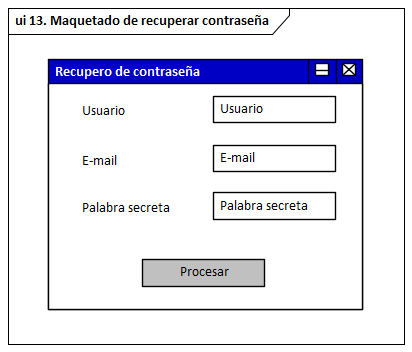 ui 13. Maquetado de recuperar contraseña
Recupero de contraseña
Usuario Usuario
E-mail E-mail
Palabra secreta Palabra secreta
Procesar